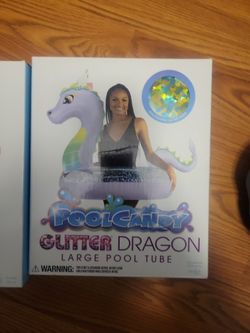 POOLCANDY
GLITTER DRAGON
LARGE POOL TUBE
WARNING: